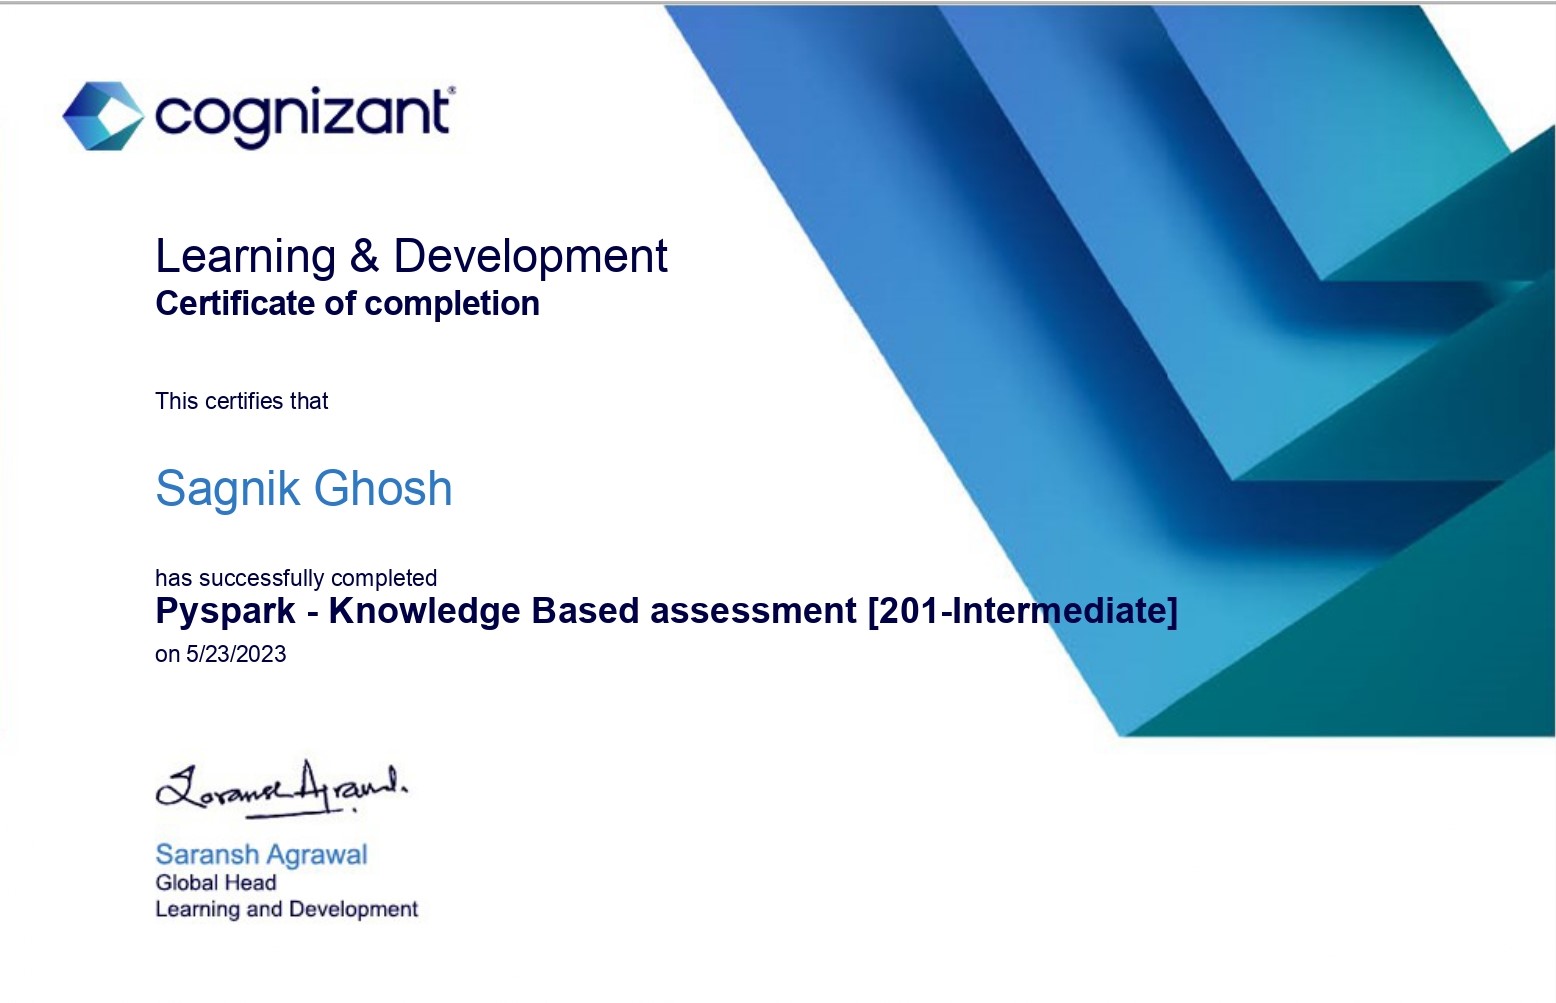 cognizant®
Learning & Development
Certificate of completion
This certifies that
Sagnik Ghosh
has successfully completed
Pyspark - Knowledge Based assessment [201-Intermediate]
on 5/23/2023
Saransh Agrawal
Saransh Agrawal
Global Head
Learning and Development